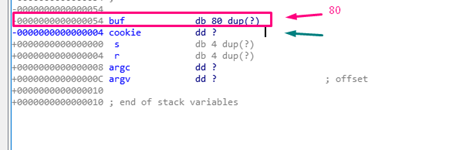 -0000000000000054
-0000000000000054 buf db 80 dup(?)
80
-0000000000000004 cookie dd ?
+0000000000000000 s db 4 dup(?)
+0000000000000004 r db 4 dup(?)
+0000000000000008 argc dd ?
+000000000000000C argv dd ? ; offset
+0000000000000010
+0000000000000010 ; end of stack variables